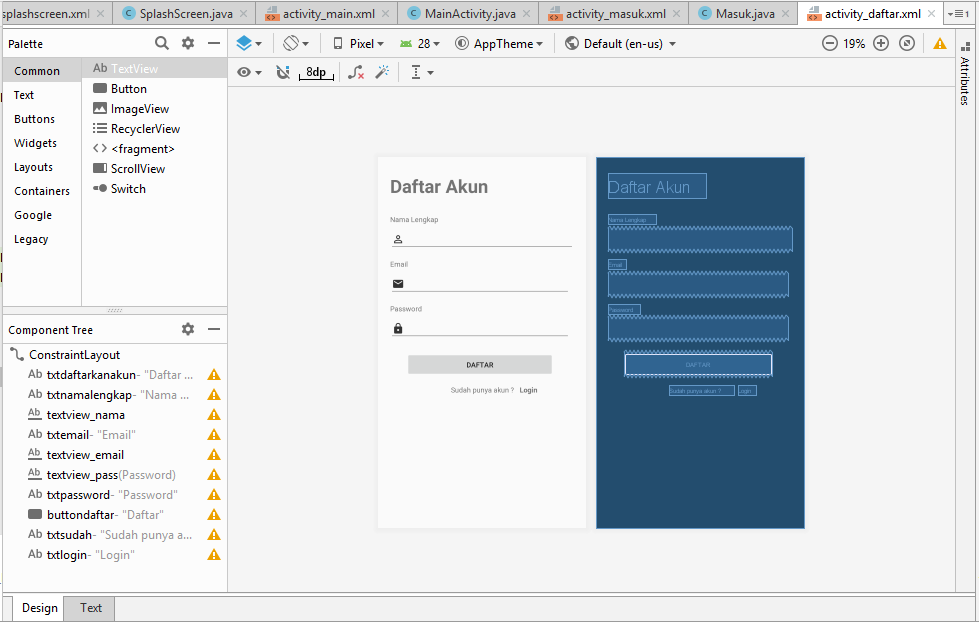 splashscreen.xml
SplashScreen.java
activity_main.xml
MainActivity.java
activity_masuk.xml
Masuk.java
activity_daftar.xml
1
Palette
Pixel
28
AppTheme
Default (en-us)
19%
8dp
Attributes
Common
Text
Buttons
Widgets
Layouts
Containers
Google
Legacy
Ab TextView
Button
ImageView
RecyclerView
<fragment>
ScrollView
Switch
Component Tree
ConstraintLayout
Ab txtdaftarkanakun- "Daftar ...
Ab txtnamalengkap- "Nama ...
Ab textview_nama
Ab txtemail- "Email"
Ab textview_email
Ab textview_pass(Password)
Ab txtpassword- "Password"
buttondaftar- "Daftar"
Ab txtsudah- "Sudah punya a...
Ab txtlogin- "Login"
Daftar Akun
Nama Lengkap
Email
Password
DAFTAR
Sudah punya akun ? Login
Daftar Akun
Nama Lengkap
Email
Password
DAFTAR
Sudah punya akun ? Login
Design
Text